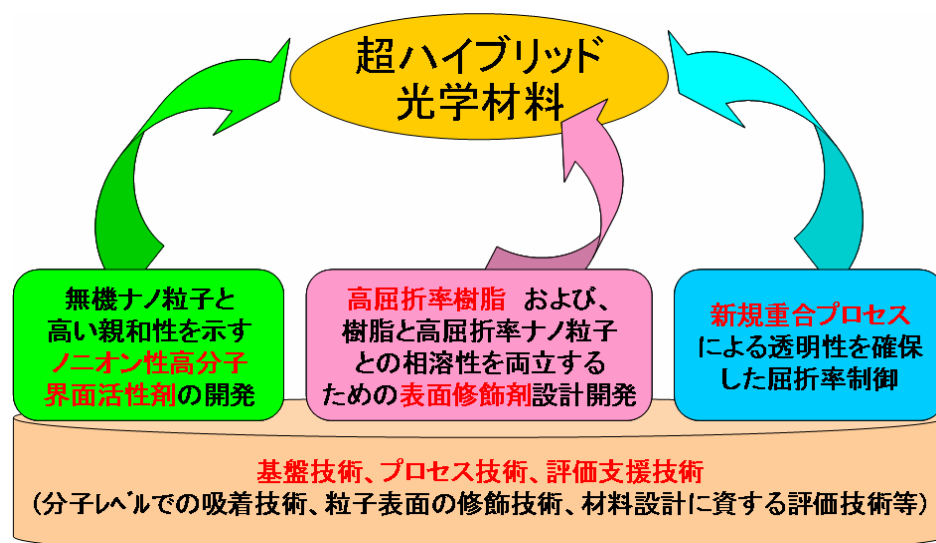 超ハイブリッド
光学材料
無機ナノ粒子と
高い親和性を示す
ノニオン性高分子
界面活性剤の開発
高屈折率樹脂 および、
樹脂と高屈折率ナノ粒子
との相溶性を両立する
ための表面修飾剤設計開発
新規重合プロセス
による透明性を確保
した屈折率制御
基盤技術、プロセス技術、評価支援技術
(分子レベルでの吸着技術、粒子表面の修飾技術、材料設計に資する評価技術等)